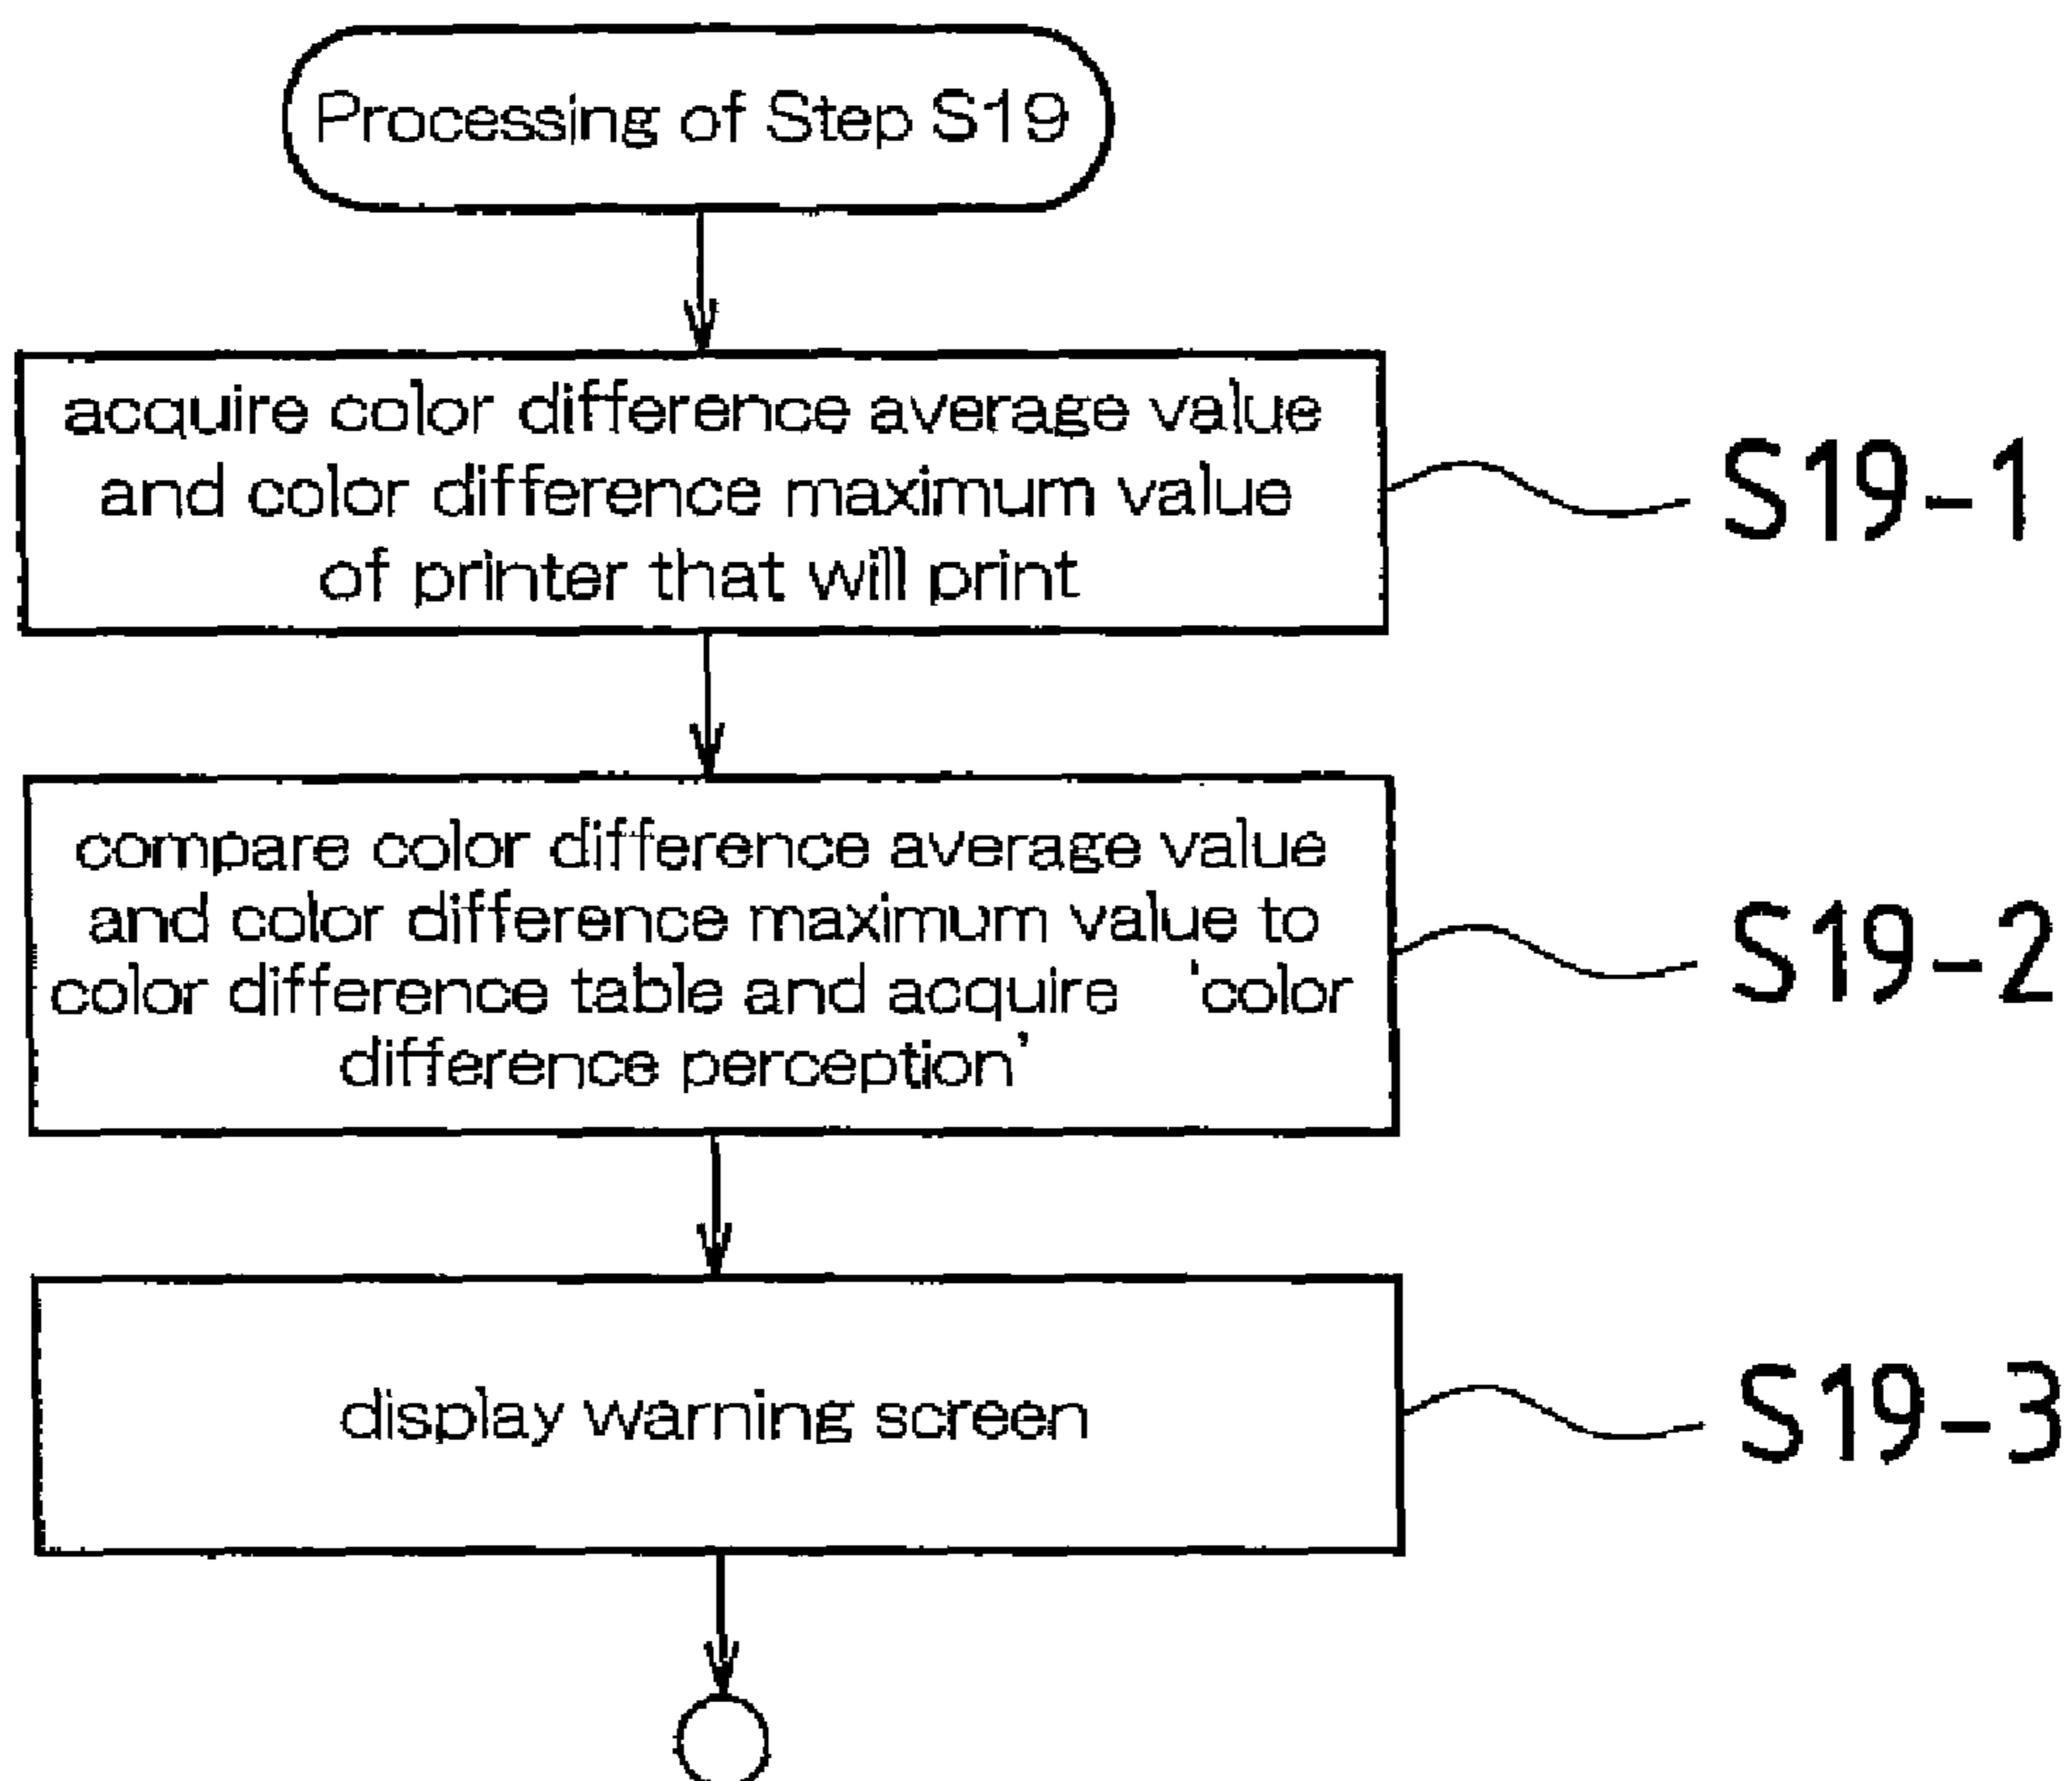 Processing of Step S19
acquire color difference average value
and color difference maximum value
of printer that will print
S19-1
compare color difference average value
and color difference maximum value to
color difference table and acquire 'color
difference perception'
S19-2
display warning screen
S19-3